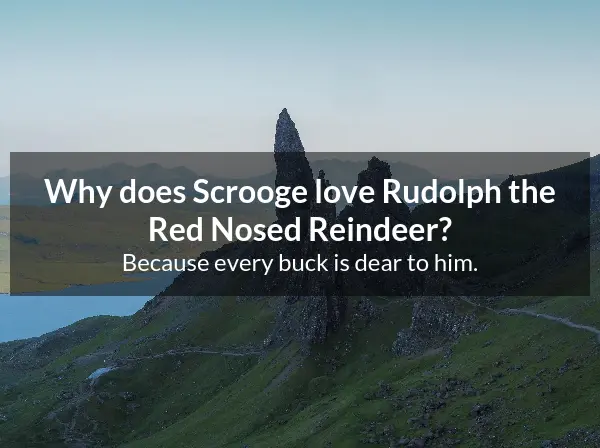 Why does Scrooge love Rudolph the
Red Nosed Reindeer?
Because every buck is dear to him.